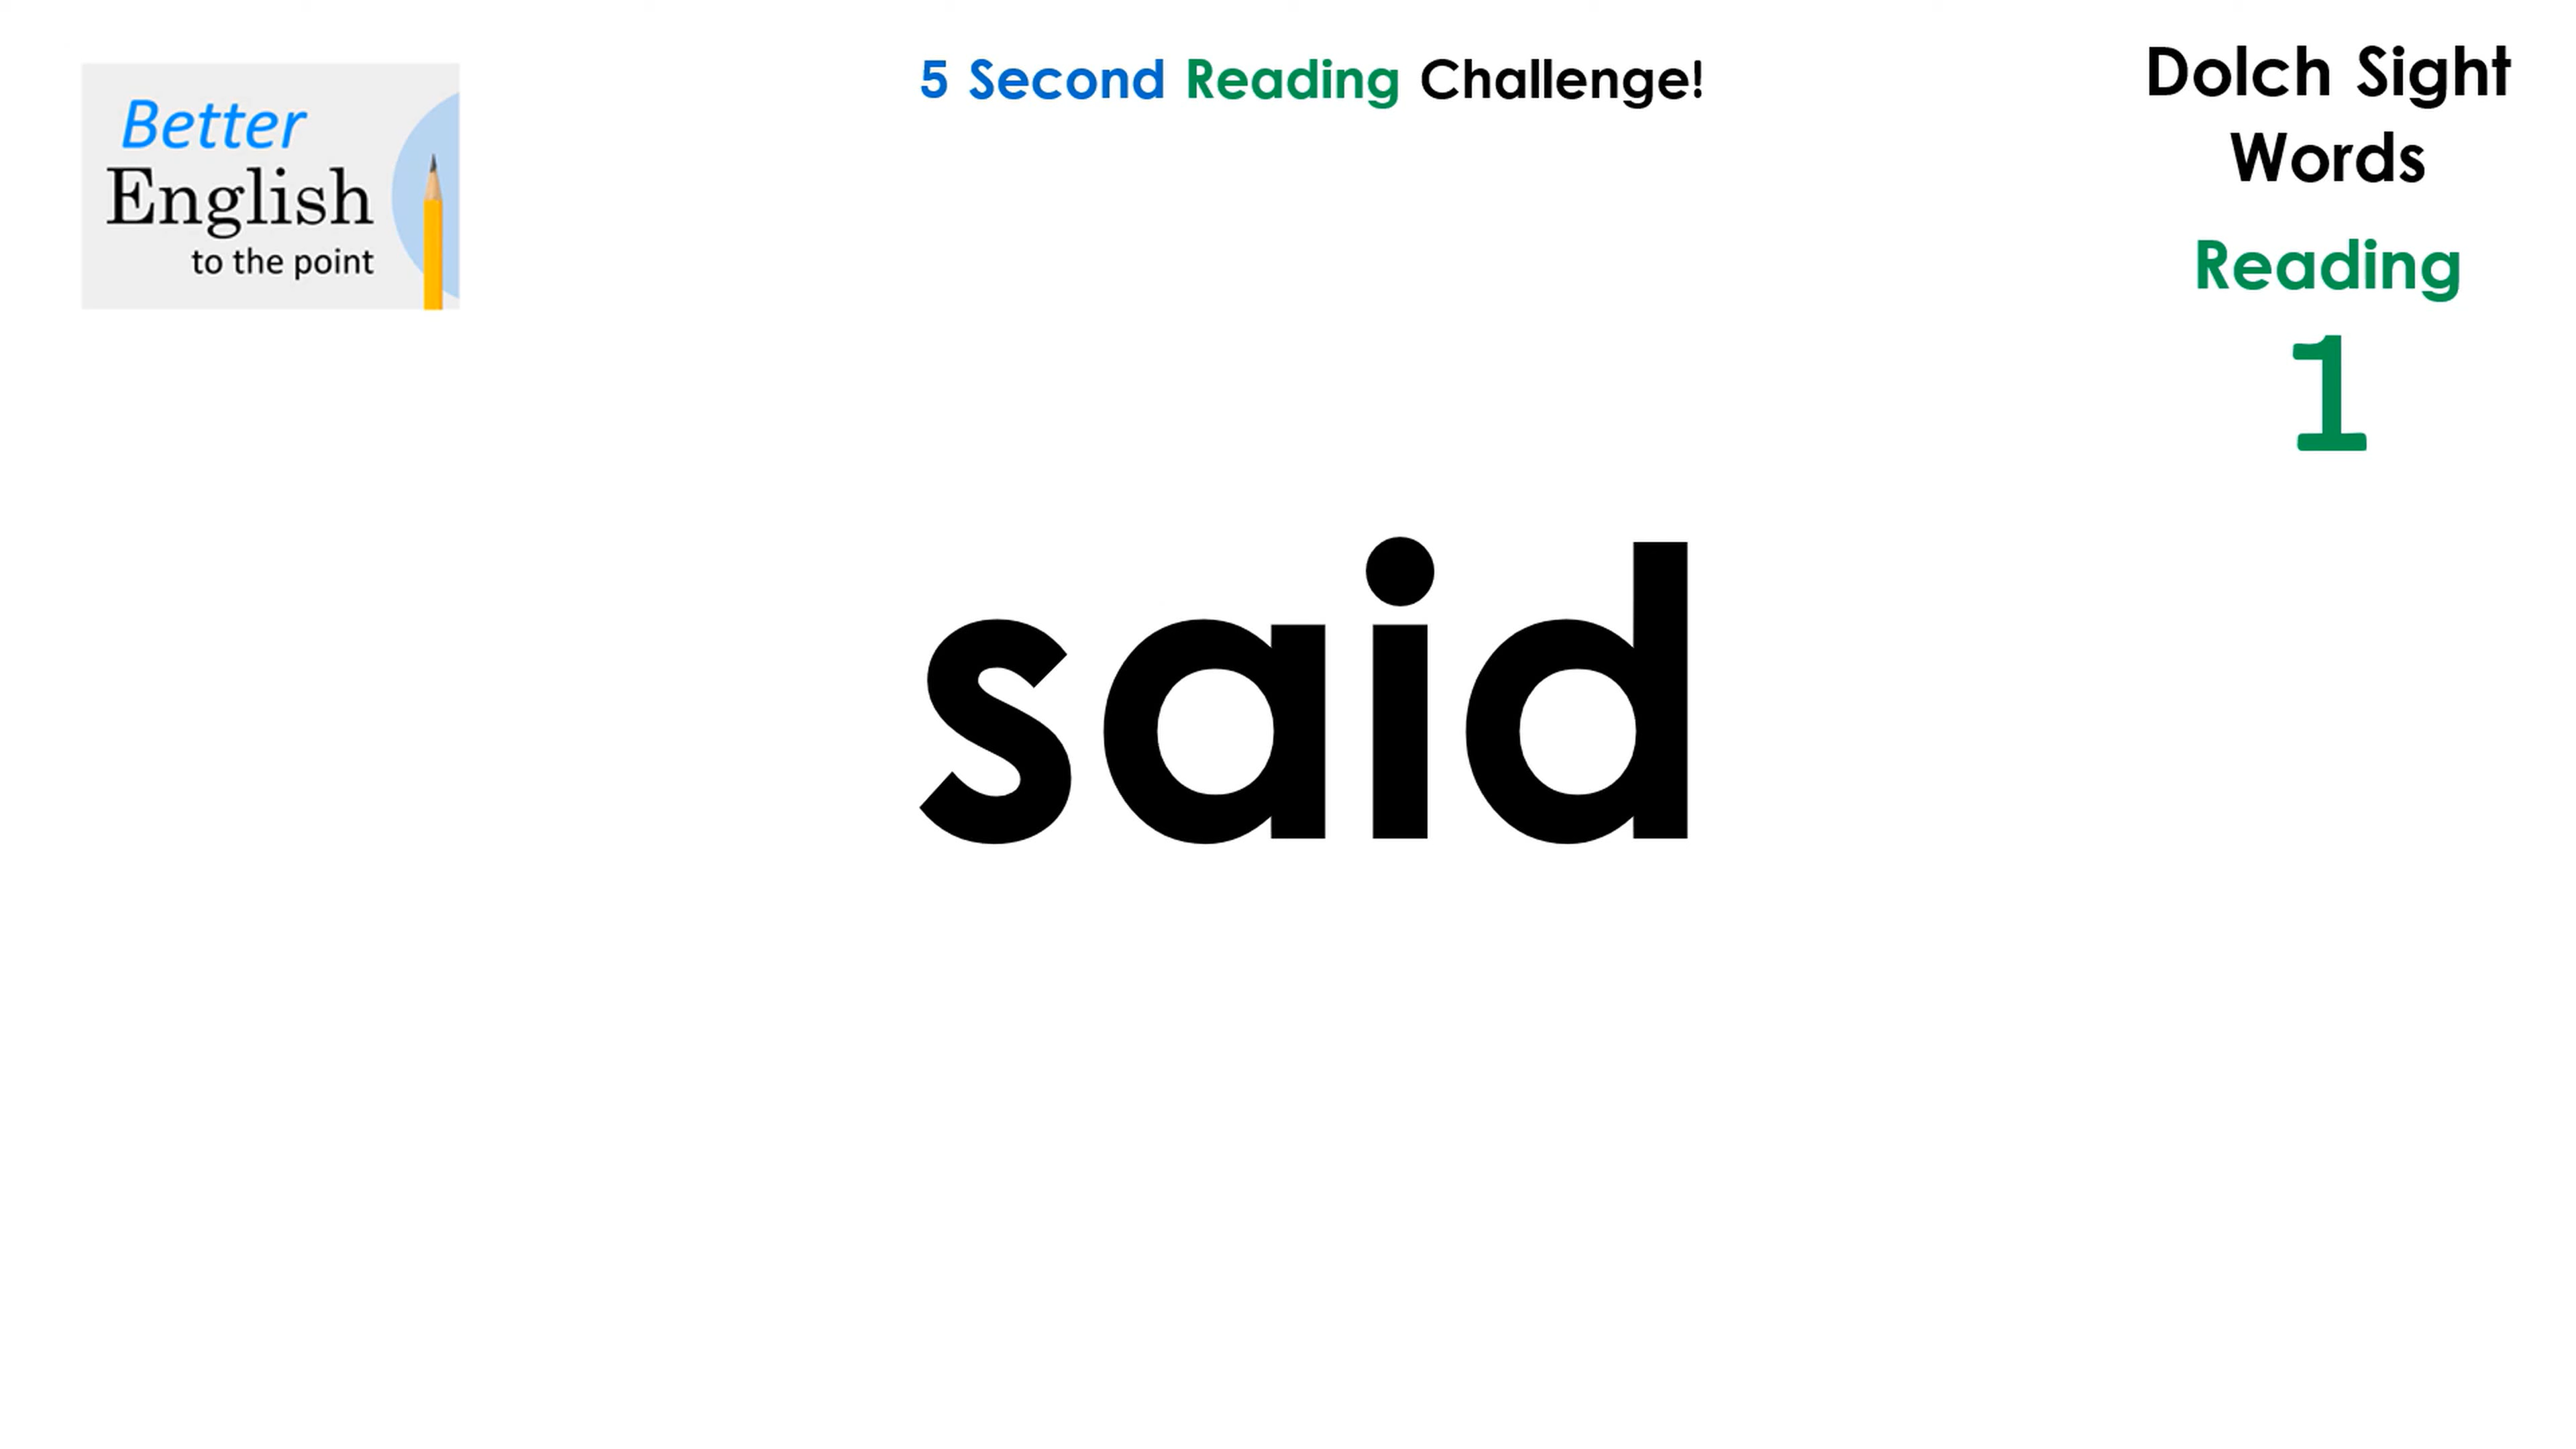 Better
English
to the point
5 Second Reading Challenge!
Dolch Sight
Words
Reading
1
said